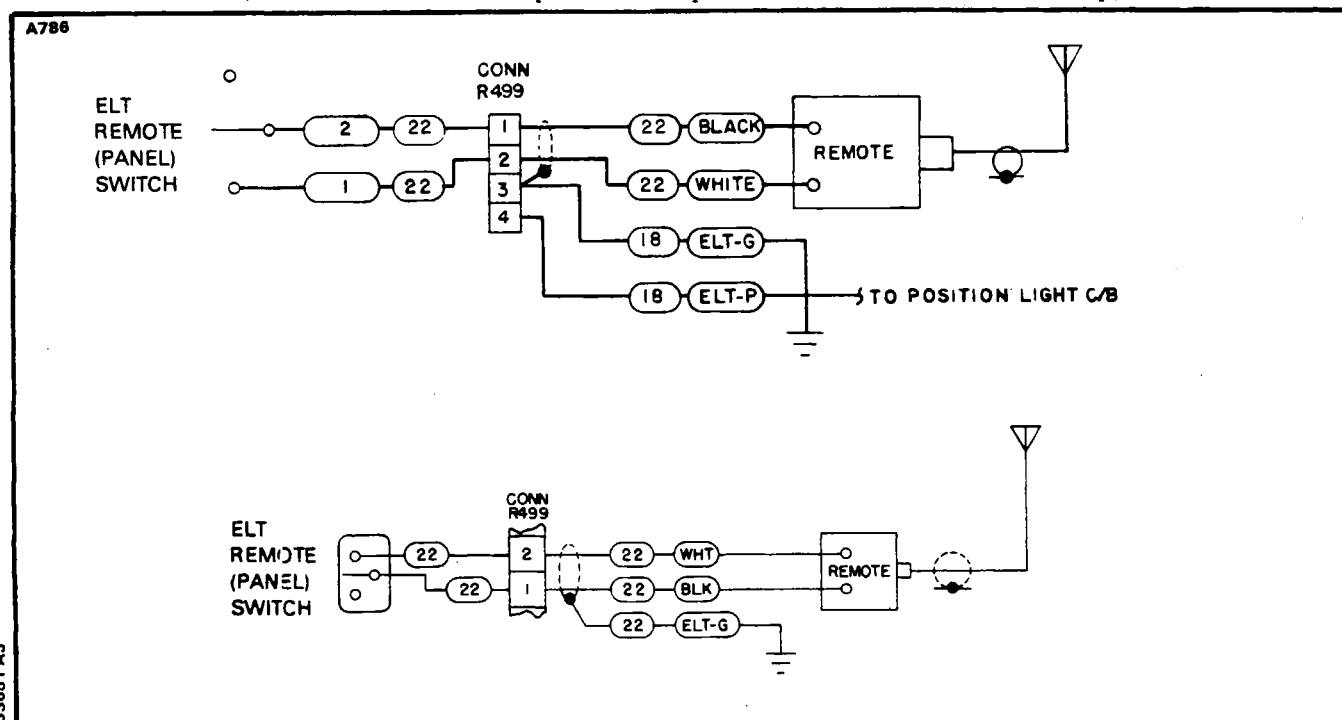 A786
CONN
R499
ELT
REMOTE
(PANEL)
SWITCH
2 22 1 22 BLACK
1 22 2 22 WHITE
3 18 ELT-G
4 18 ELT-P TO POSITION LIGHT C/B
REMOTE
CONN
R499
ELT
REMOTE
(PANEL)
SWITCH
22 2 22 WHT
22 1 22 BLK
22 ELT-G
REMOTE